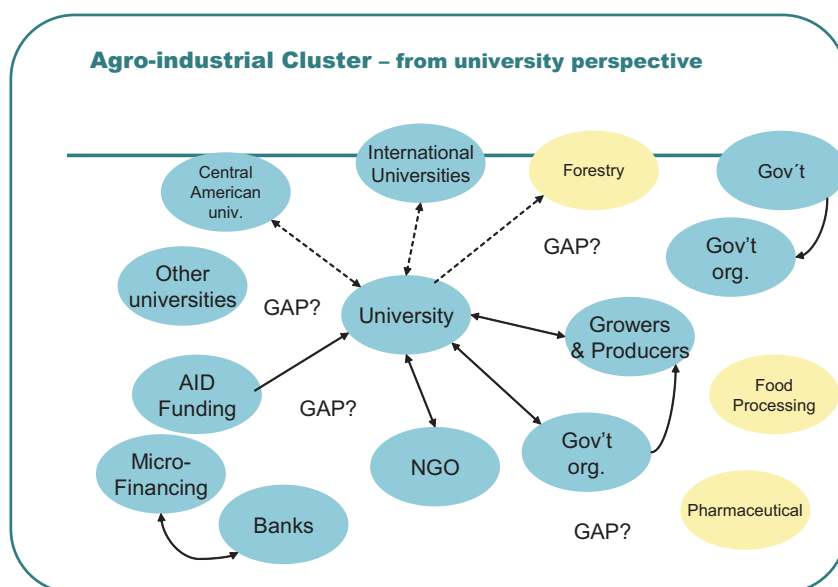 Agro-industrial Cluster – from university perspective
Central
American
univ.
International
Universities
Forestry
Gov´t
GAP?
Gov’t
org.
Other
universities
GAP?
University
Growers
& Producers
AID
Funding
GAP?
Food
Processing
Micro-
Financing
NGO
Gov’t
org.
Banks
GAP?
Pharmaceutical